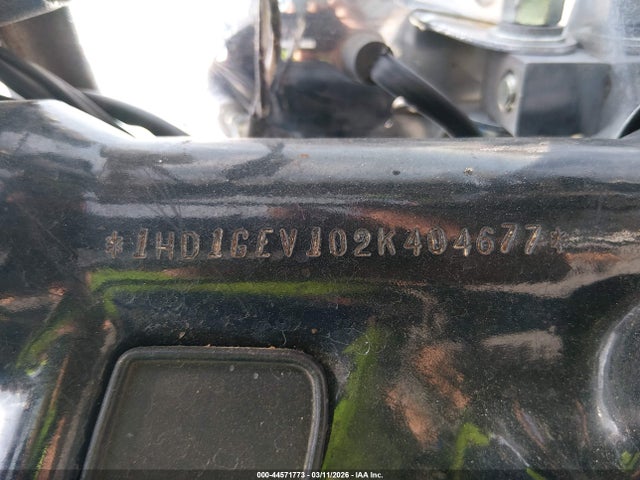 *1HD1GEV102K404677*
000-44571773 - 03/11/2026 - IAA Inc.